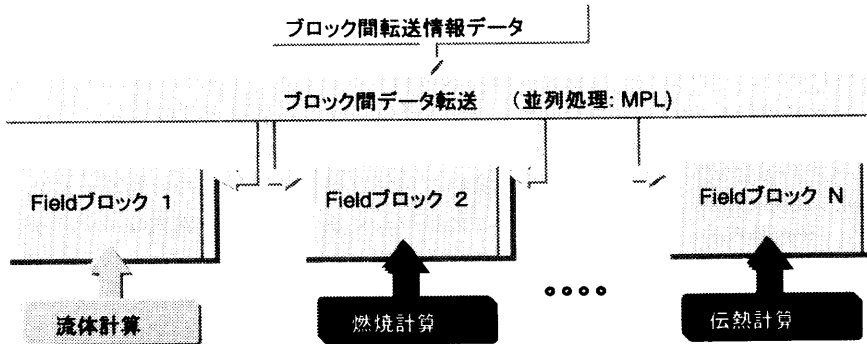 ブロック間転送情報データ
ブロック間データ転送 (並列処理: MPL)
Fieldブロック 1
Fieldブロック 2
Fieldブロック N
流体計算
燃焼計算
伝熱計算